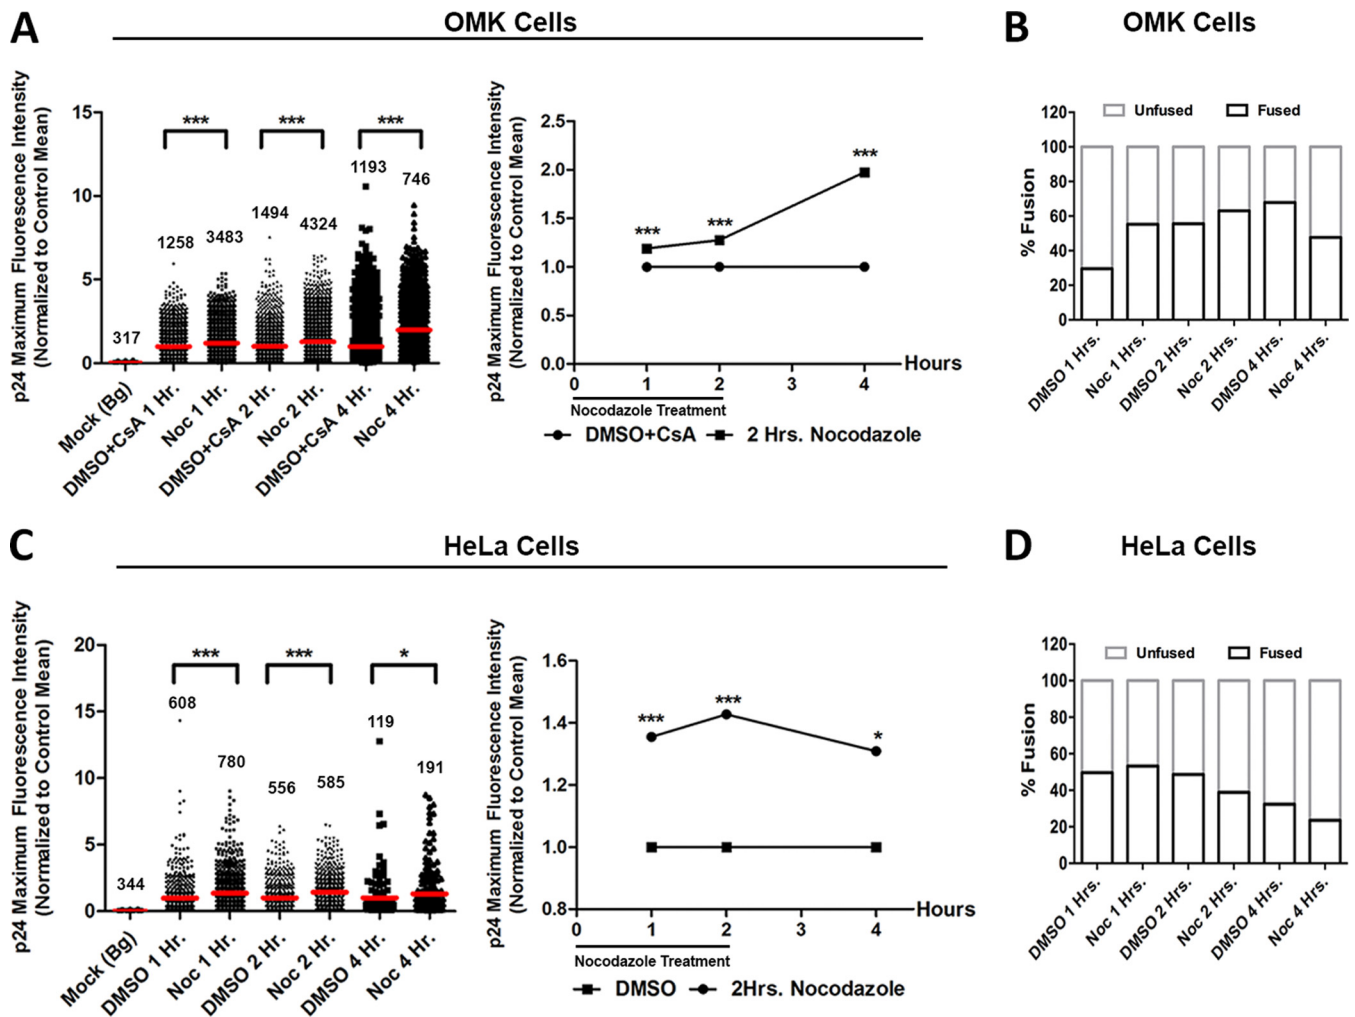 A
OMK Cells
p24 Maximum Fluorescence Intensity
(Normalized to Control Mean)
15
10
5
0
***
***
***
317
1258
3483
1494
4324
1193
746
Mock (Bg)
DMSO+CsA 1 Hr.
Noc 1 Hr.
DMSO+CsA 2 Hr.
Noc 2 Hr.
DMSO+CsA 4 Hr.
Noc 4 Hr.
p24 Maximum Fluorescence Intensity
(Normalized to Control Mean)
2.5
2.0
1.5
1.0
0.5
0.0
***
***
***
0 1 2 3 4
Hours
Nocodazole Treatment
DMSO+CsA 2 Hrs. Nocodazole
B
OMK Cells
% Fusion
120
100
80
60
40
20
0
Unfused Fused
DMSO 1 Hrs.
Noc 1 Hrs.
DMSO 2 Hrs.
Noc 2 Hrs.
DMSO 4 Hrs.
Noc 4 Hrs.
C
HeLa Cells
p24 Maximum Fluorescence Intensity
(Normalized to Control Mean)
20
15
10
5
0
***
***
*
344
608
780
556
585
119
191
Mock (Bg)
DMSO 1 Hr.
Noc 1 Hr.
DMSO 2 Hr.
Noc 2 Hr.
DMSO 4 Hr.
Noc 4 Hr.
p24 Maximum Fluorescence Intensity
(Normalized to Control Mean)
1.6
1.4
1.2
1.0
0.8
***
***
*
0 1 2 3 4
Hours
Nocodazole Treatment
DMSO 2Hrs. Nocodazole
D
HeLa Cells
% Fusion
120
100
80
60
40
20
0
Unfused Fused
DMSO 1 Hrs.
Noc 1 Hrs.
DMSO 2 Hrs.
Noc 2 Hrs.
DMSO 4 Hrs.
Noc 4 Hrs.